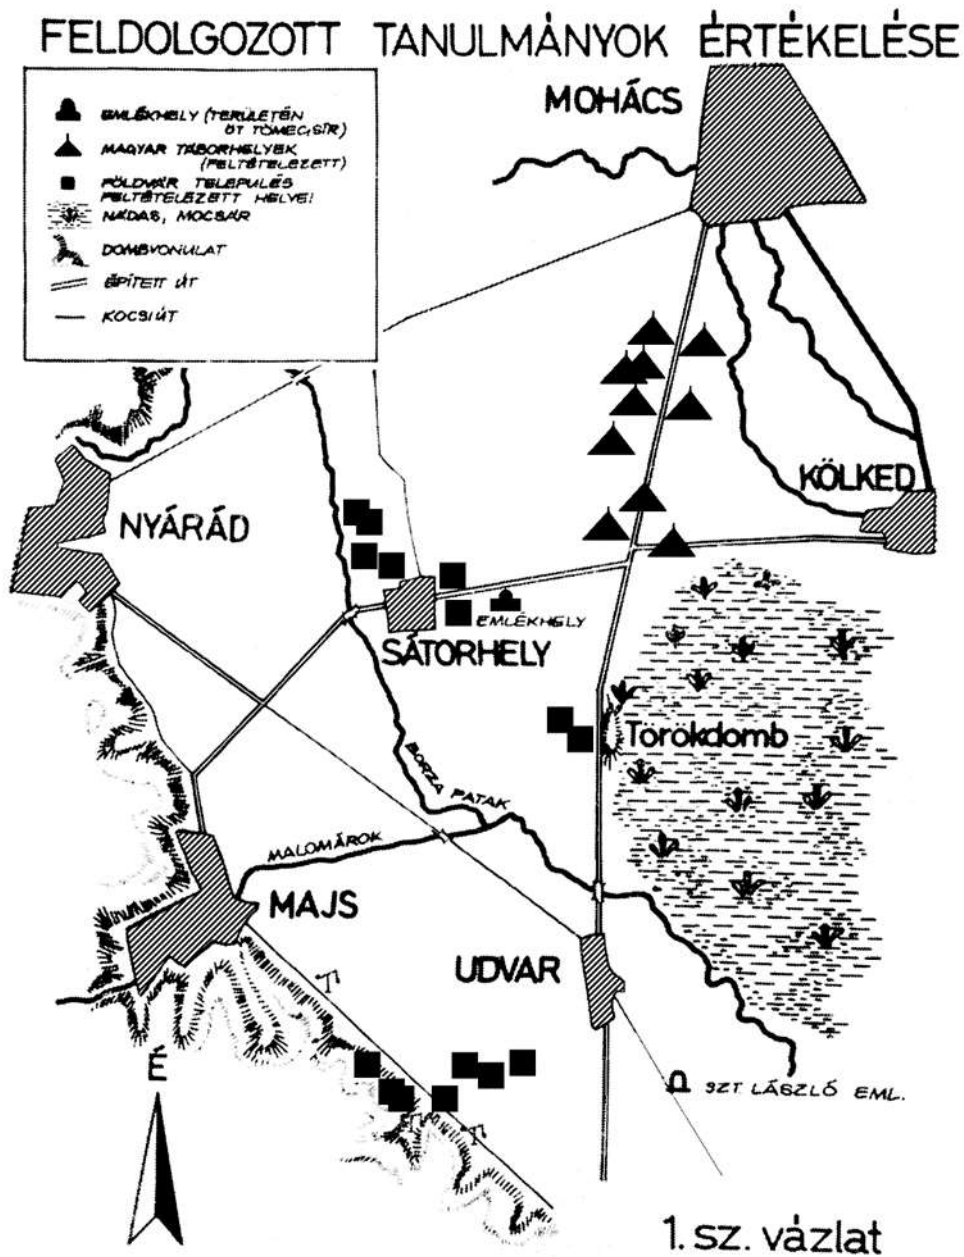 FELDOLGOZOTT TANULMÁNYOK ÉRTÉKELÉSE
EMLÉKHELY (TERÜLETÉN
ÖT TÖMEGSÍR)
MAGYAR TÁBORHELYEK
(FELTÉTELEZETT)
FÖLDVÁR TELEPÜLÉS
FELTÉTELEZETT HELYEI
NÁDAS, MOCSÁR
DOMBVONULAT
ÉPÍTETT ÚT
KOCSIÚT
MOHÁCS
KÖLKED
NYÁRÁD
EMLÉKHELY
SÁTORHELY
Törökdomb
BORZA PATAK
MALOMÁROK
MAJS
UDVAR
É
SZT LÁSZLÓ EML.
1. sz. vázlat